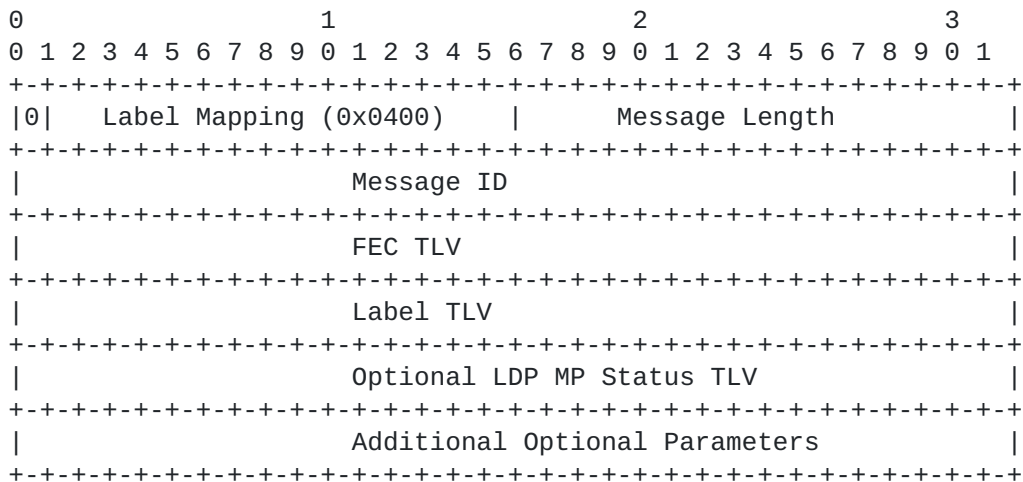 0                   1                   2                   3
0 1 2 3 4 5 6 7 8 9 0 1 2 3 4 5 6 7 8 9 0 1 2 3 4 5 6 7 8 9 0 1
+-+-+-+-+-+-+-+-+-+-+-+-+-+-+-+-+-+-+-+-+-+-+-+-+-+-+-+-+-+-+-+-+
|0|   Label Mapping (0x0400)    |      Message Length           |
+-+-+-+-+-+-+-+-+-+-+-+-+-+-+-+-+-+-+-+-+-+-+-+-+-+-+-+-+-+-+-+-+
|                     Message ID                                |
+-+-+-+-+-+-+-+-+-+-+-+-+-+-+-+-+-+-+-+-+-+-+-+-+-+-+-+-+-+-+-+-+
|                     FEC TLV                                   |
+-+-+-+-+-+-+-+-+-+-+-+-+-+-+-+-+-+-+-+-+-+-+-+-+-+-+-+-+-+-+-+-+
|                     Label TLV                                 |
+-+-+-+-+-+-+-+-+-+-+-+-+-+-+-+-+-+-+-+-+-+-+-+-+-+-+-+-+-+-+-+-+
|                     Optional LDP MP Status TLV                |
+-+-+-+-+-+-+-+-+-+-+-+-+-+-+-+-+-+-+-+-+-+-+-+-+-+-+-+-+-+-+-+-+
|                     Additional Optional Parameters            |
+-+-+-+-+-+-+-+-+-+-+-+-+-+-+-+-+-+-+-+-+-+-+-+-+-+-+-+-+-+-+-+-+